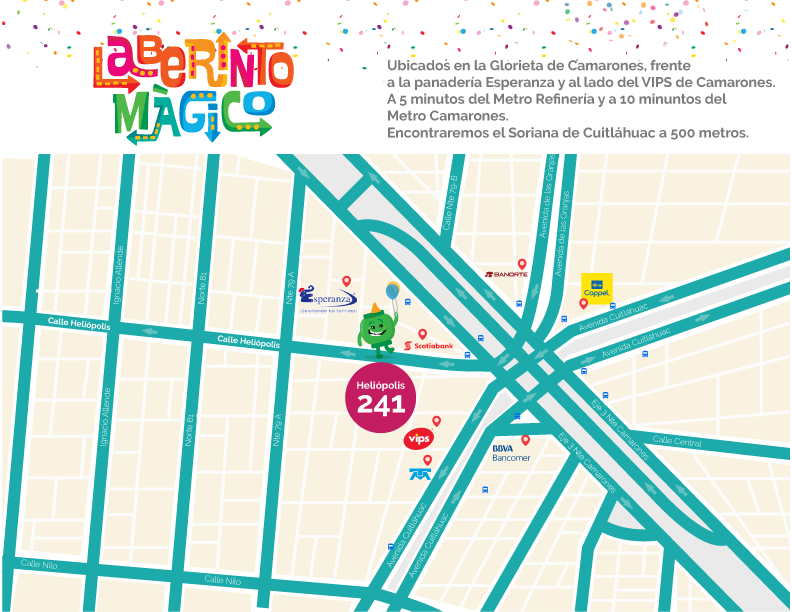 LABERINTO
MÀGICO
Ubicados en la Glorieta de Camarones, frente
a la panadería Esperanza y al lado del VIPS de Camarones.
A 5 minutos del Metro Refinería y a 10 minuntos del
Metro Camarones.
Encontraremos el Soriana de Cuitláhuac a 500 metros.
Calle Nte 79-B
Avenida de las Granjas
Avenida de las Granjas
Ignacio Allende
Norte 81
Nte 79 A
BANORTE
Coppel
Esperanza
Avenida Cuitláhuac
Avenida Cuitláhuac
Calle Heliópolis
Calle Heliópolis
Scotiabank
Heliópolis
241
Ignacio Allende
Norte 81
Nte 79 A
vips
BBVA
Bancomer
Eje 3 Nte Camarones
Eje 3 Nte Camarones
Calle Central
Avenida Cuitláhuac
Avenida Cuitláhuac
Calle Nilo
Calle Nilo